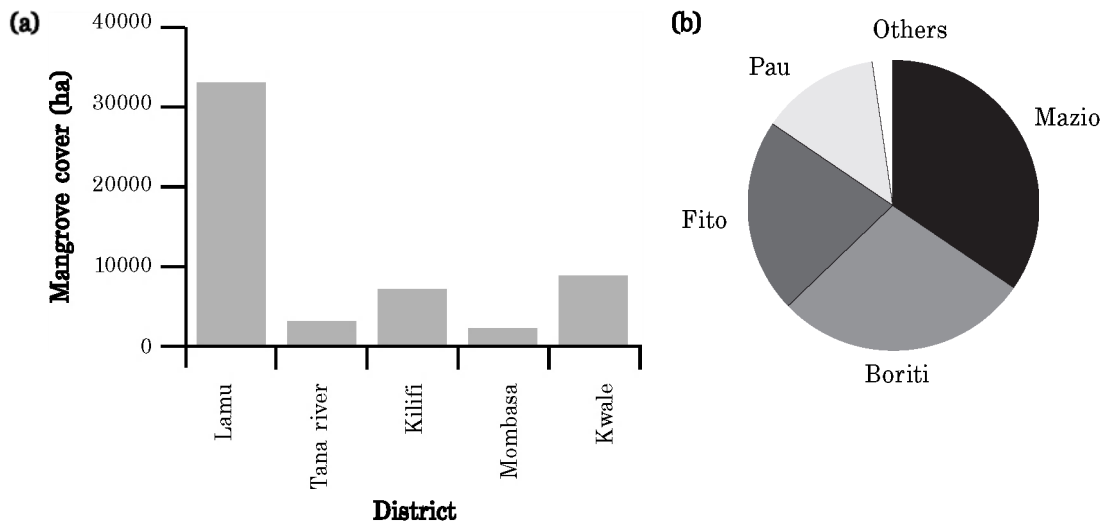 (a)
Mangrove cover (ha)
40000
30000
20000
10000
0
Lamu
Tana river
Kilifi
Mombasa
Kwale
District
(b)
Others
Pau
Mazio
Fito
Boriti